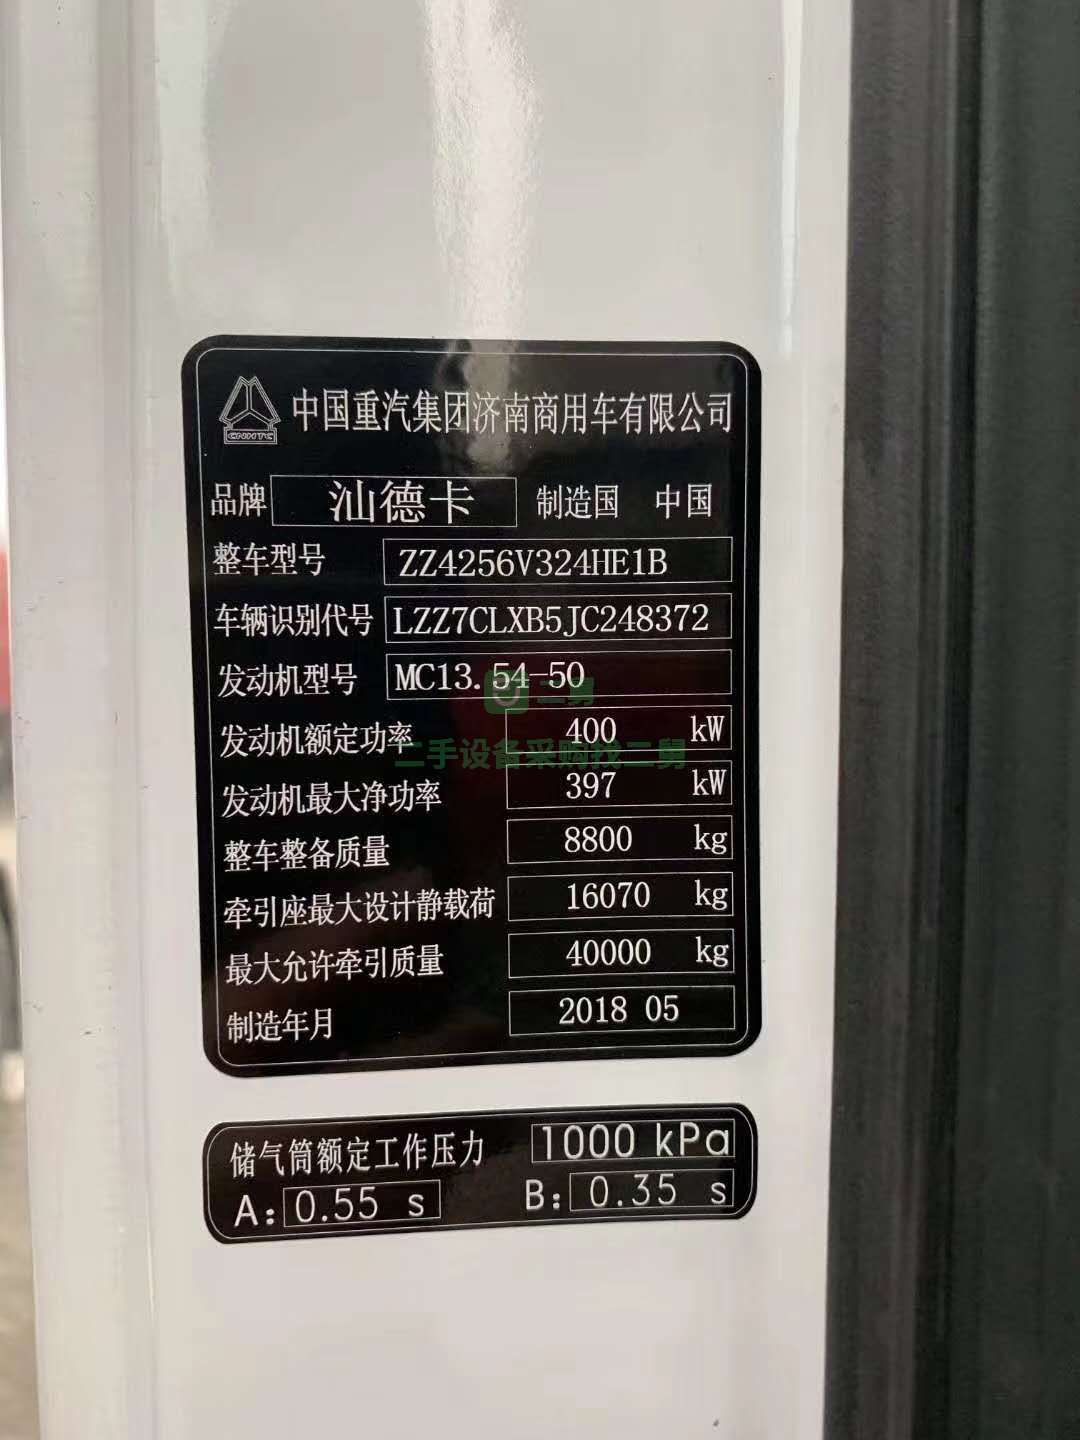 CNHTC
中国重汽集团济南商用车有限公司
品牌 汕德卡 制造国 中国
整车型号 ZZ4256V324HE1B
车辆识别代号 LZZ7CLXB5JC248372
发动机型号 MC13.54-50
二舅
发动机额定功率 400 kW
二手设备采购找二舅
发动机最大净功率 397 kW
整车整备质量 8800 kg
牵引座最大设计静载荷 16070 kg
最大允许牵引质量 40000 kg
制造年月 2018 05
储气筒额定工作压力 1000 kPa
A: 0.55 s B: 0.35 s